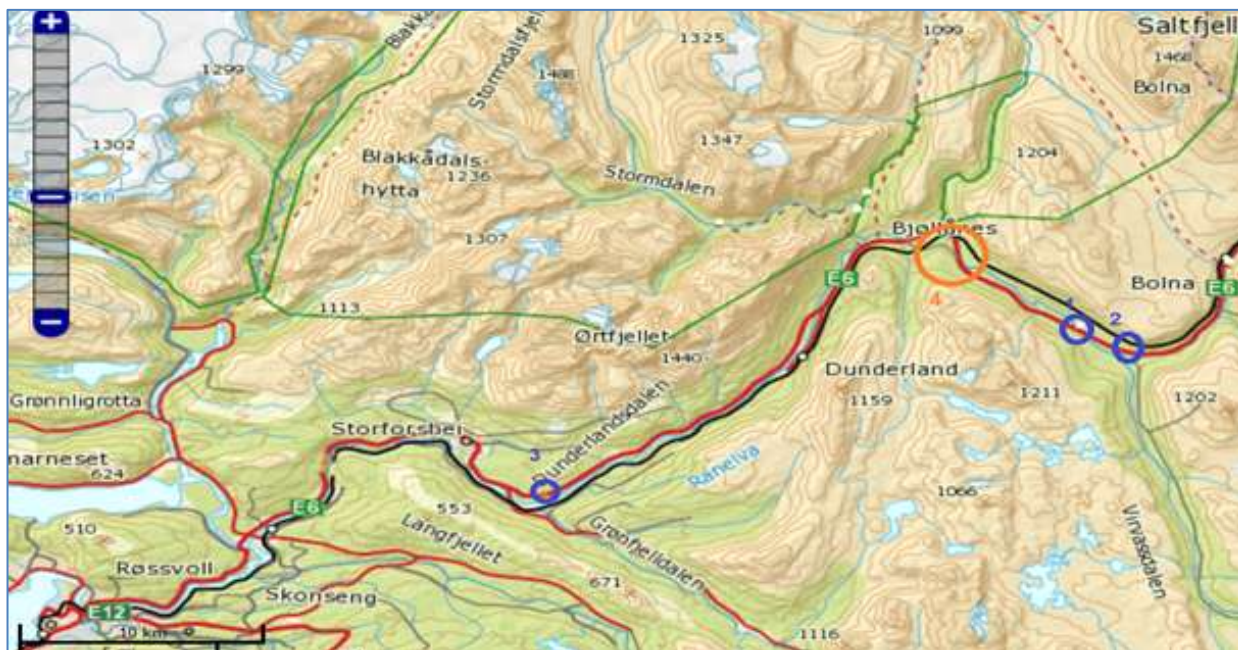 +
Saltfjell
1468
Bolna
1099
1325
1299
Stormdalsfjel
1488
1302
1347
1204
Blakkådals-
hytta
1236
Stormdalen
1307
Bjøllånes
E6
4
Bolna
E6
1
2
1113
Ørtfjellet
1440
Dunderland
1159
1211
1202
Grønnligrotta
Storforshei
Dunderlandsdalen
3
Ranelva
624
553
1066
E6
510
Langfjellet
Grønfjelldalen
Virvassdalen
Røssvoll
671
Skonseng
E12
10 km
1116